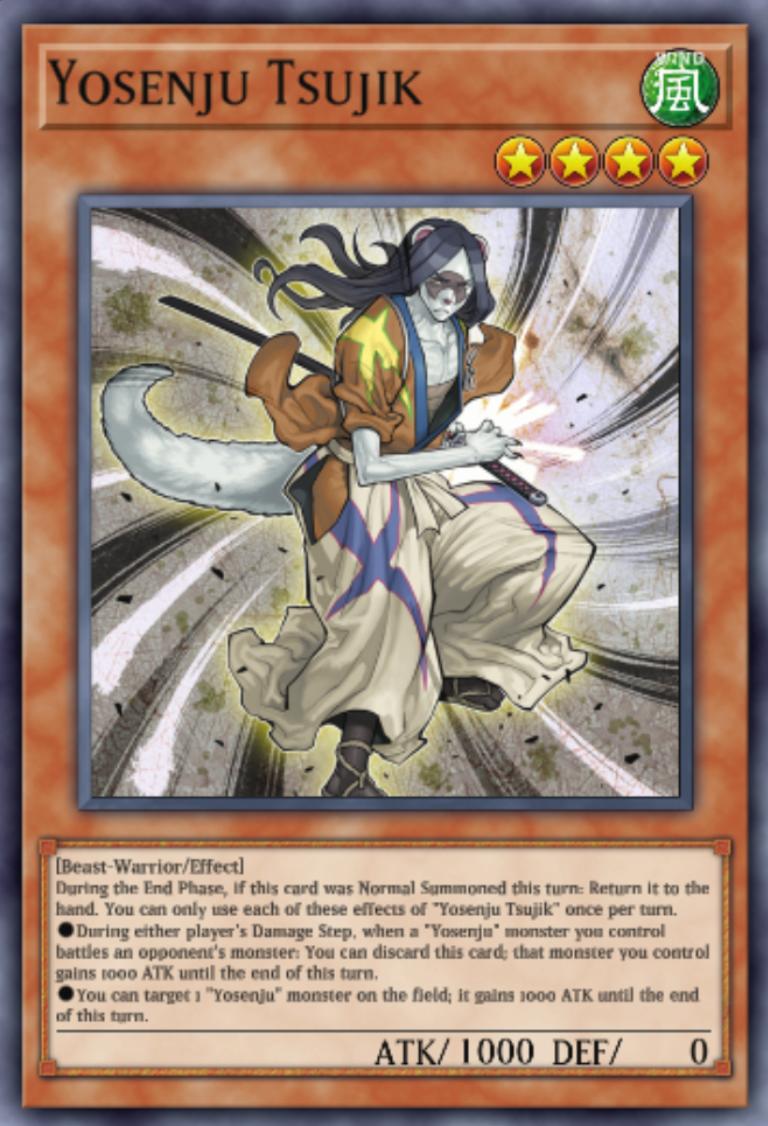 Yosenju Tsujik
WIND
風
[Beast-Warrior/Effect]
During the End Phase, if this card was Normal Summoned this turn: Return it to the
hand. You can only use each of these effects of "Yosenju Tsujik" once per turn.
●During either player's Damage Step, when a "Yosenju" monster you control
battles an opponent's monster: You can discard this card; that monster you control
gains 1000 ATK until the end of this turn.
●You can target 1 "Yosenju" monster on the field; it gains 1000 ATK until the end
of this turn.
ATK/ 1000 DEF/ 0